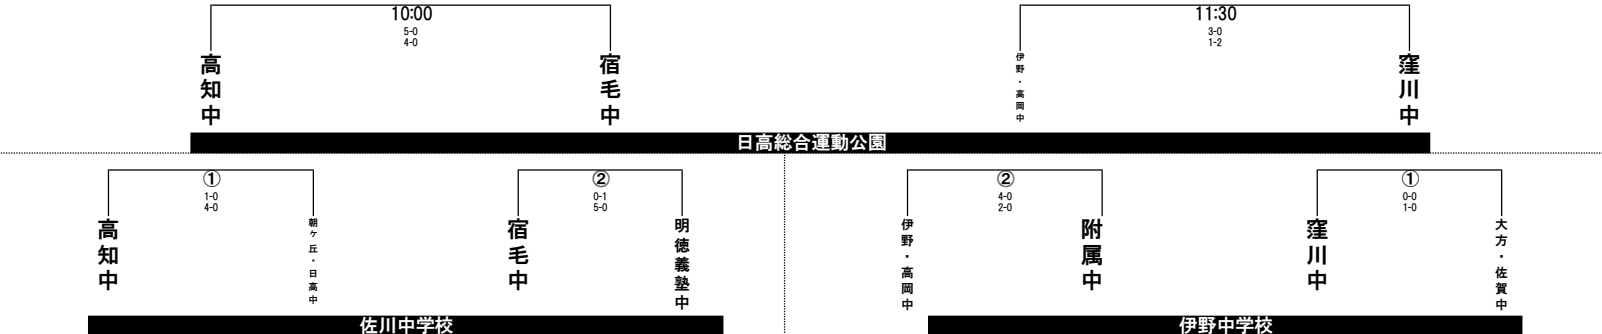 10:00
5-0
4-0
高知中
宿毛中
11:30
3-0
1-2
伊野・高岡中
窪川中
日高総合運動公園
①
1-0
4-0
高知中
朝ヶ丘・日高中
②
0-1
5-0
宿毛中
明徳義塾中
②
4-0
2-0
伊野・高岡中
附属中
①
0-0
1-0
窪川中
大方・佐賀中
佐川中学校
伊野中学校